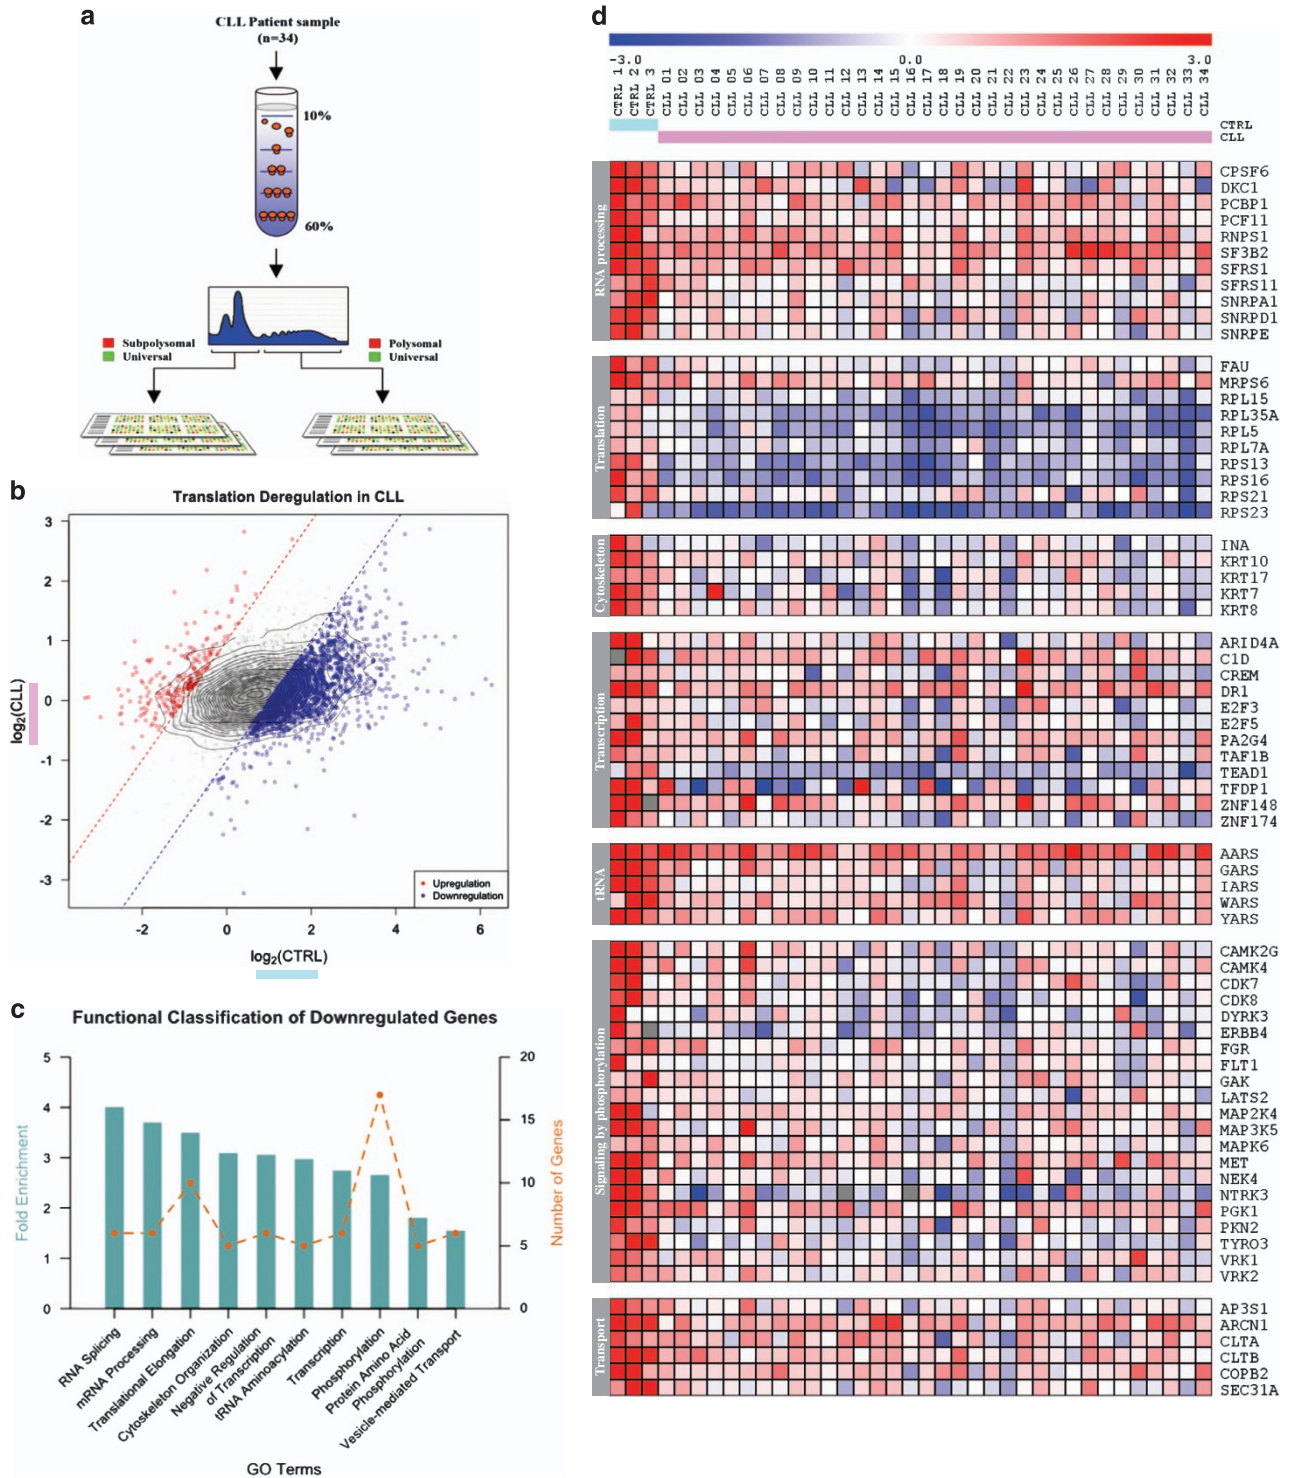 a
CLL Patient sample
(n=34)
10%
60%
Subpolysomal
Universal
Polysomal
Universal
b
Translation Deregulation in CLL
3
2
1
0
-1
-2
-3
log2(CLL)
-2
0
2
4
6
log2(CTRL)
Upregulation
Downregulation
c
Functional Classification of Downregulated Genes
Fold Enrichment
5
4
3
2
1
0
20
15
10
5
0
Number of Genes
RNA Splicing
mRNA Processing
Translational Elongation
Cytoskeleton Organization
Negative Regulation
of Transcription
tRNA Aminoacylation
Transcription
Phosphorylation
Protein Amino Acid
Phosphorylation
Vesicle-mediated Transport
GO Terms
d
-3.0
0.0
3.0
CTRL 1
CTRL 2
CTRL 3
CLL 01
CLL 02
CLL 03
CLL 04
CLL 05
CLL 06
CLL 07
CLL 08
CLL 09
CLL 10
CLL 11
CLL 12
CLL 13
CLL 14
CLL 15
CLL 16
CLL 17
CLL 18
CLL 19
CLL 20
CLL 21
CLL 22
CLL 23
CLL 24
CLL 25
CLL 26
CLL 27
CLL 28
CLL 29
CLL 30
CLL 31
CLL 32
CLL 33
CLL 34
CTRL
CLL
RNA processing
CPSF6
DKC1
PCBP1
PCF11
RNPS1
SF3B2
SFRS1
SFRS11
SNRPA1
SNRPD1
SNRPE
Translation
FAU
MRPS6
RPL15
RPL35A
RPL5
RPL7A
RPS13
RPS16
RPS21
RPS23
Cytoskeleton
INA
KRT10
KRT17
KRT7
KRT8
Transcription
ARID4A
C1D
CREM
DR1
E2F3
E2F5
PA2G4
TAF1B
TEAD1
TFDP1
ZNF148
ZNF174
tRNA
AARS
GARS
IARS
WARS
YARS
Signaling by phosphorylation
CAMK2G
CAMK4
CDK7
CDK8
DYRK3
ERBB4
FGR
FLT1
GAK
LATS2
MAP2K4
MAP3K5
MAPK6
MET
NEK4
NTRK3
PGK1
PKN2
TYRO3
VRK1
VRK2
Transport
AP3S1
ARCN1
CLTA
CLTB
COPB2
SEC31A